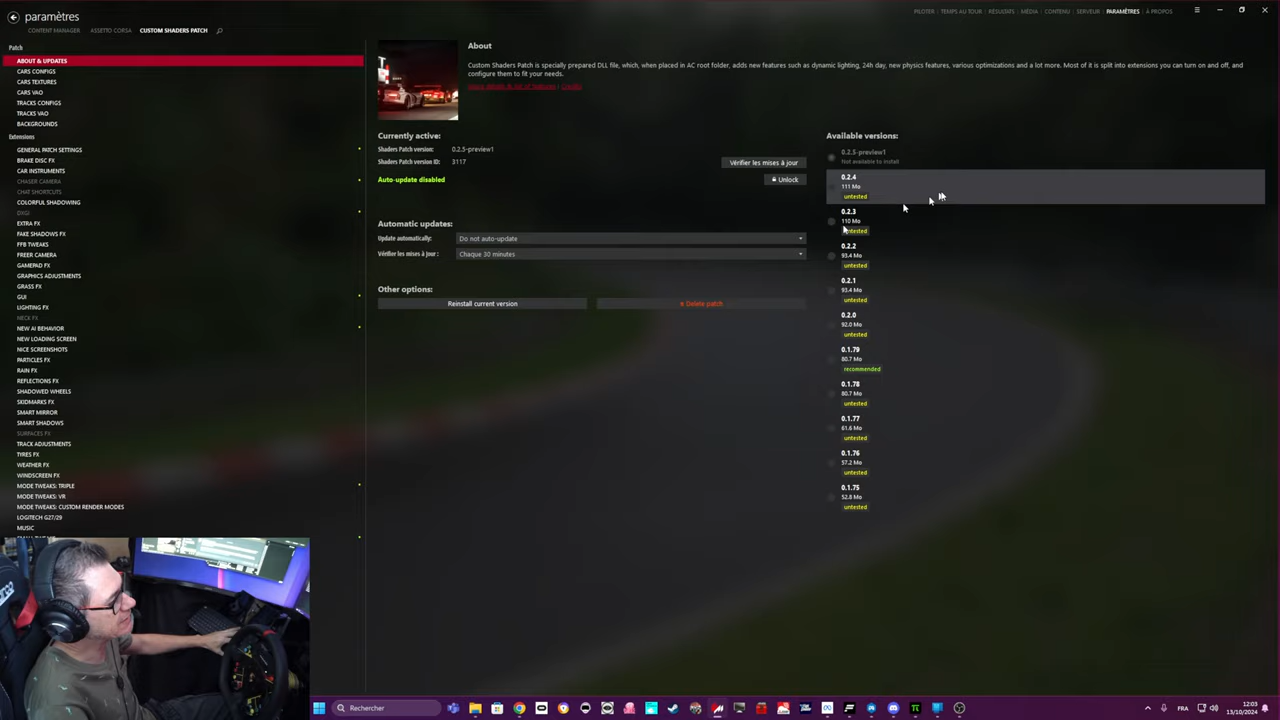 paramètres
PILOTER TEMPS AU TOUR RÉSULTATS MÉDIA CONTENU SERVEUR PARAMÈTRES À PROPOS
CONTENT MANAGER ASSETTO CORSA CUSTOM SHADERS PATCH
Patch
ABOUT & UPDATES
CARS CONFIGS
CARS TEXTURES
CARS VAO
TRACKS CONFIGS
TRACKS VAO
BACKGROUNDS
Extensions
GENERAL PATCH SETTINGS
BRAKE DISC FX
CAR INSTRUMENTS
CHASER CAMERA
CHAT SHORTCUTS
COLORFUL SHADOWING
DXGI
EXTRA FX
FAKE SHADOWS FX
FFB TWEAKS
FREER CAMERA
GAMEPAD FX
GRAPHICS ADJUSTMENTS
GRASS FX
GUI
LIGHTING FX
NECK FX
NEW AI BEHAVIOR
NEW LOADING SCREEN
NICE SCREENSHOTS
PARTICLES FX
RAIN FX
REFLECTIONS FX
SHADOWED WHEELS
SKIDMARKS FX
SMART MIRROR
SMART SHADOWS
SURFACES FX
TRACK ADJUSTMENTS
TYRES FX
WEATHER FX
WINDSCREEN FX
MODE TWEAKS: TRIPLE
MODE TWEAKS: VR
MODE TWEAKS: CUSTOM RENDER MODES
LOGITECH G27/29
MUSIC
About
Custom Shaders Patch is specially prepared DLL file, which, when placed in AC root folder, adds new features such as dynamic lighting, 24h day, new physics features, various optimizations and a lot more. Most of it is split into extensions you can turn on and off, and
configure them to fit your needs.
Currently active:
Shaders Patch version: 0.2.5-preview1
Shaders Patch version ID: 3117
Vérifier les mises à jour
Auto-update disabled
Unlock
Automatic updates:
Update automatically: Do not auto-update
Vérifier les mises à Jour : Chaque 30 minutes
Other options:
Reinstall current version
Delete patch
Available versions:
0.2.5-preview1
Not available to install
0.2.4
111 Mo
untested
0.2.3
110 Mo
untested
0.2.2
93.4 Mo
untested
0.2.1
93.4 Mo
untested
0.2.0
92.0 Mo
untested
0.1.79
80.7 Mo
recommended
0.1.78
80.7 Mo
untested
0.1.77
61.6 Mo
untested
0.1.76
57.2 Mo
untested
0.1.75
52.8 Mo
untested
Rechercher
FRA
12:03
13/10/2024